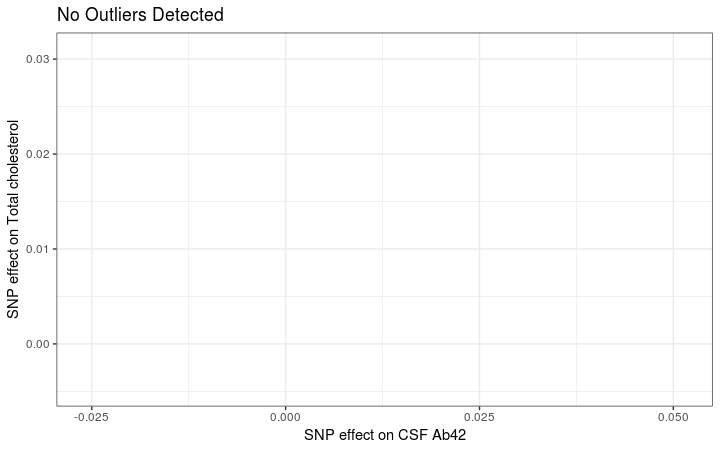 No Outliers Detected
SNP effect on Total cholesterol
0.03
0.02
0.01
0.00
-0.025 0.000 0.025 0.050
SNP effect on CSF Ab42